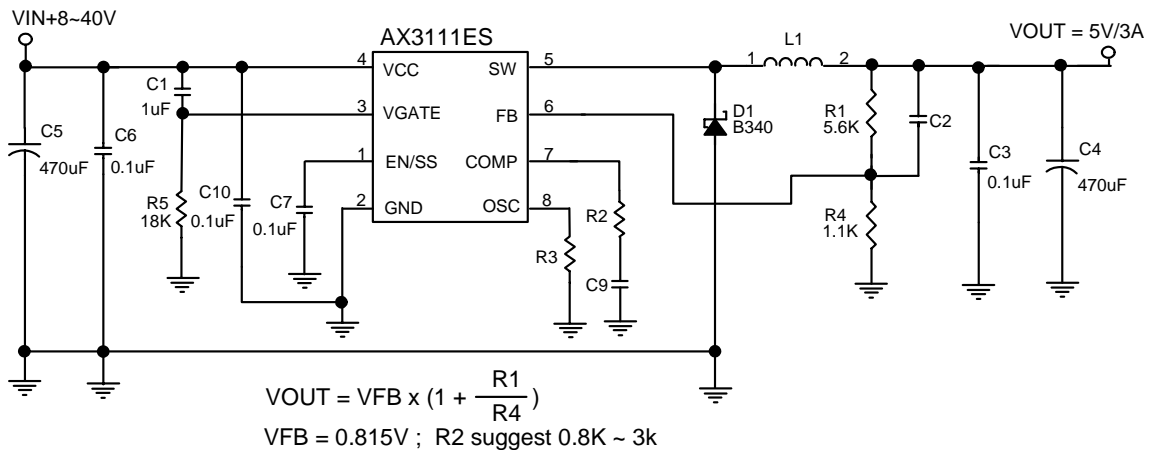 VIN+8~40V
AX3111ES
L1
VOUT = 5V/3A
4
VCC
SW
5
1
2
C1
1uF
3
VGATE
FB
6
D1
B340
R1
5.6K
C2
C5
470uF
C6
0.1uF
1
EN/SS
COMP
7
C3
0.1uF
C4
470uF
R5
18K
C10
0.1uF
C7
0.1uF
2
GND
OSC
8
R2
R4
1.1K
R3
C9
VOUT = VFB x (1 + R1
R4 )
VFB = 0.815V ; R2 suggest 0.8K ~ 3k